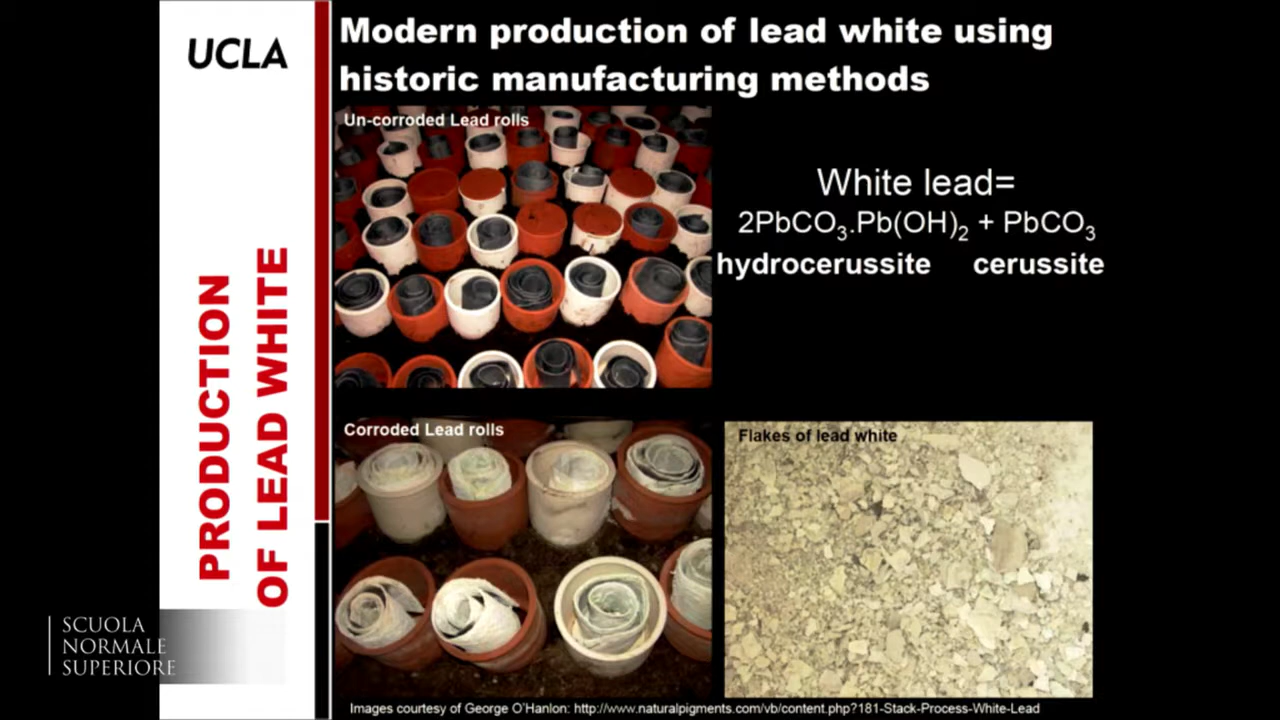 UCLA
PRODUCTION
OF LEAD WHITE
SCUOLA
NORMALE
SUPERIORE
Modern production of lead white using
historic manufacturing methods
Un-corroded Lead rolls
White lead=
2PbCO₃.Pb(OH)₂ + PbCO₃
hydrocerussite cerussite
Corroded Lead rolls
Flakes of lead white
Images courtesy of George O'Hanlon: http://www.naturalpigments.com/vb/content.php?181-Stack-Process-White-Lead